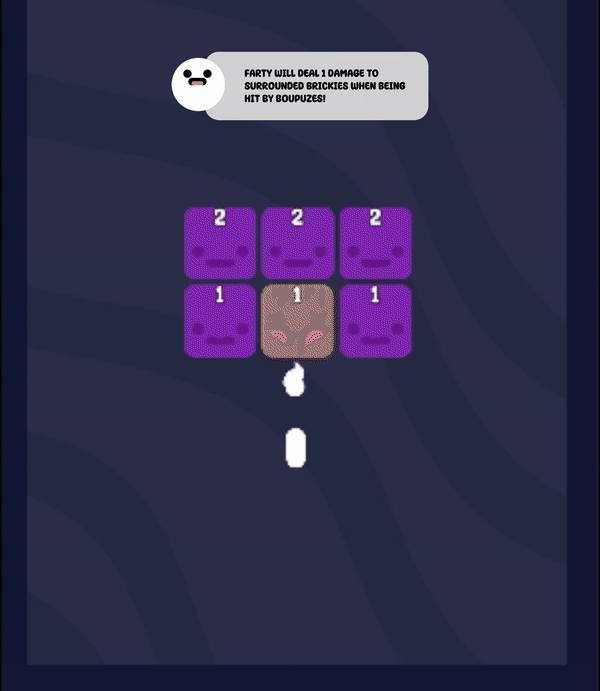 FARTY WILL DEAL 1 DAMAGE TO
SURROUNDED BRICKIES WHEN BEING
HIT BY BOUPUZES!
2 2 2
1 1 1